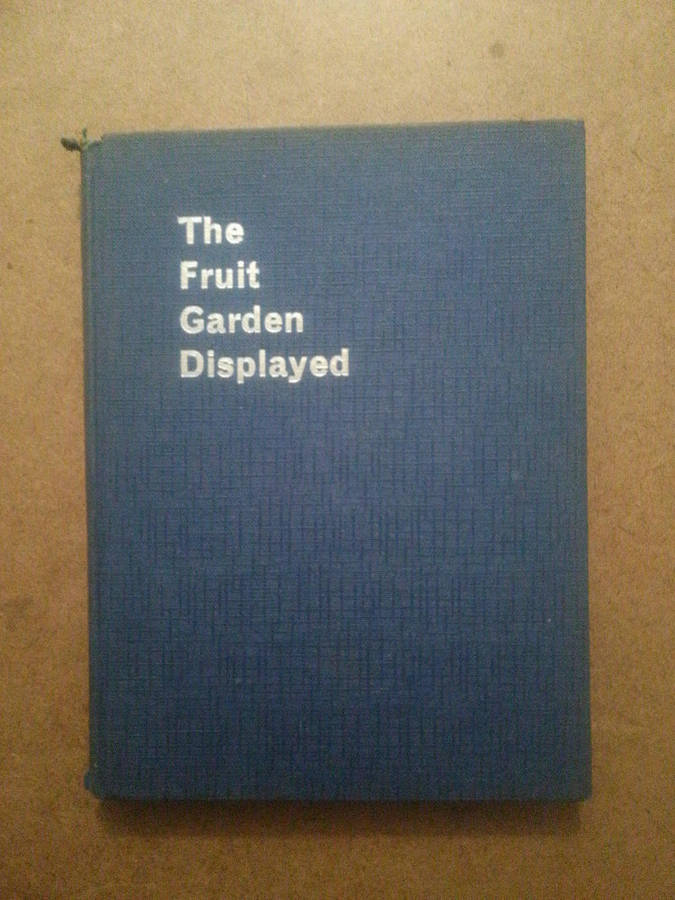 The
Fruit
Garden
Displayed